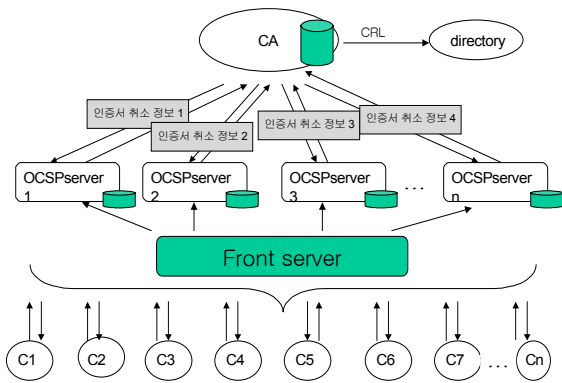 CA
CRL
directory
인증서 취소 정보 1
인증서 취소 정보 2
인증서 취소 정보 3
인증서 취소 정보 4
OCSPserver
1
OCSPserver
2
OCSPserver
3
...
OCSPserver
n
Front server
C1
C2
C3
C4
C5
C6
C7
...
Cn